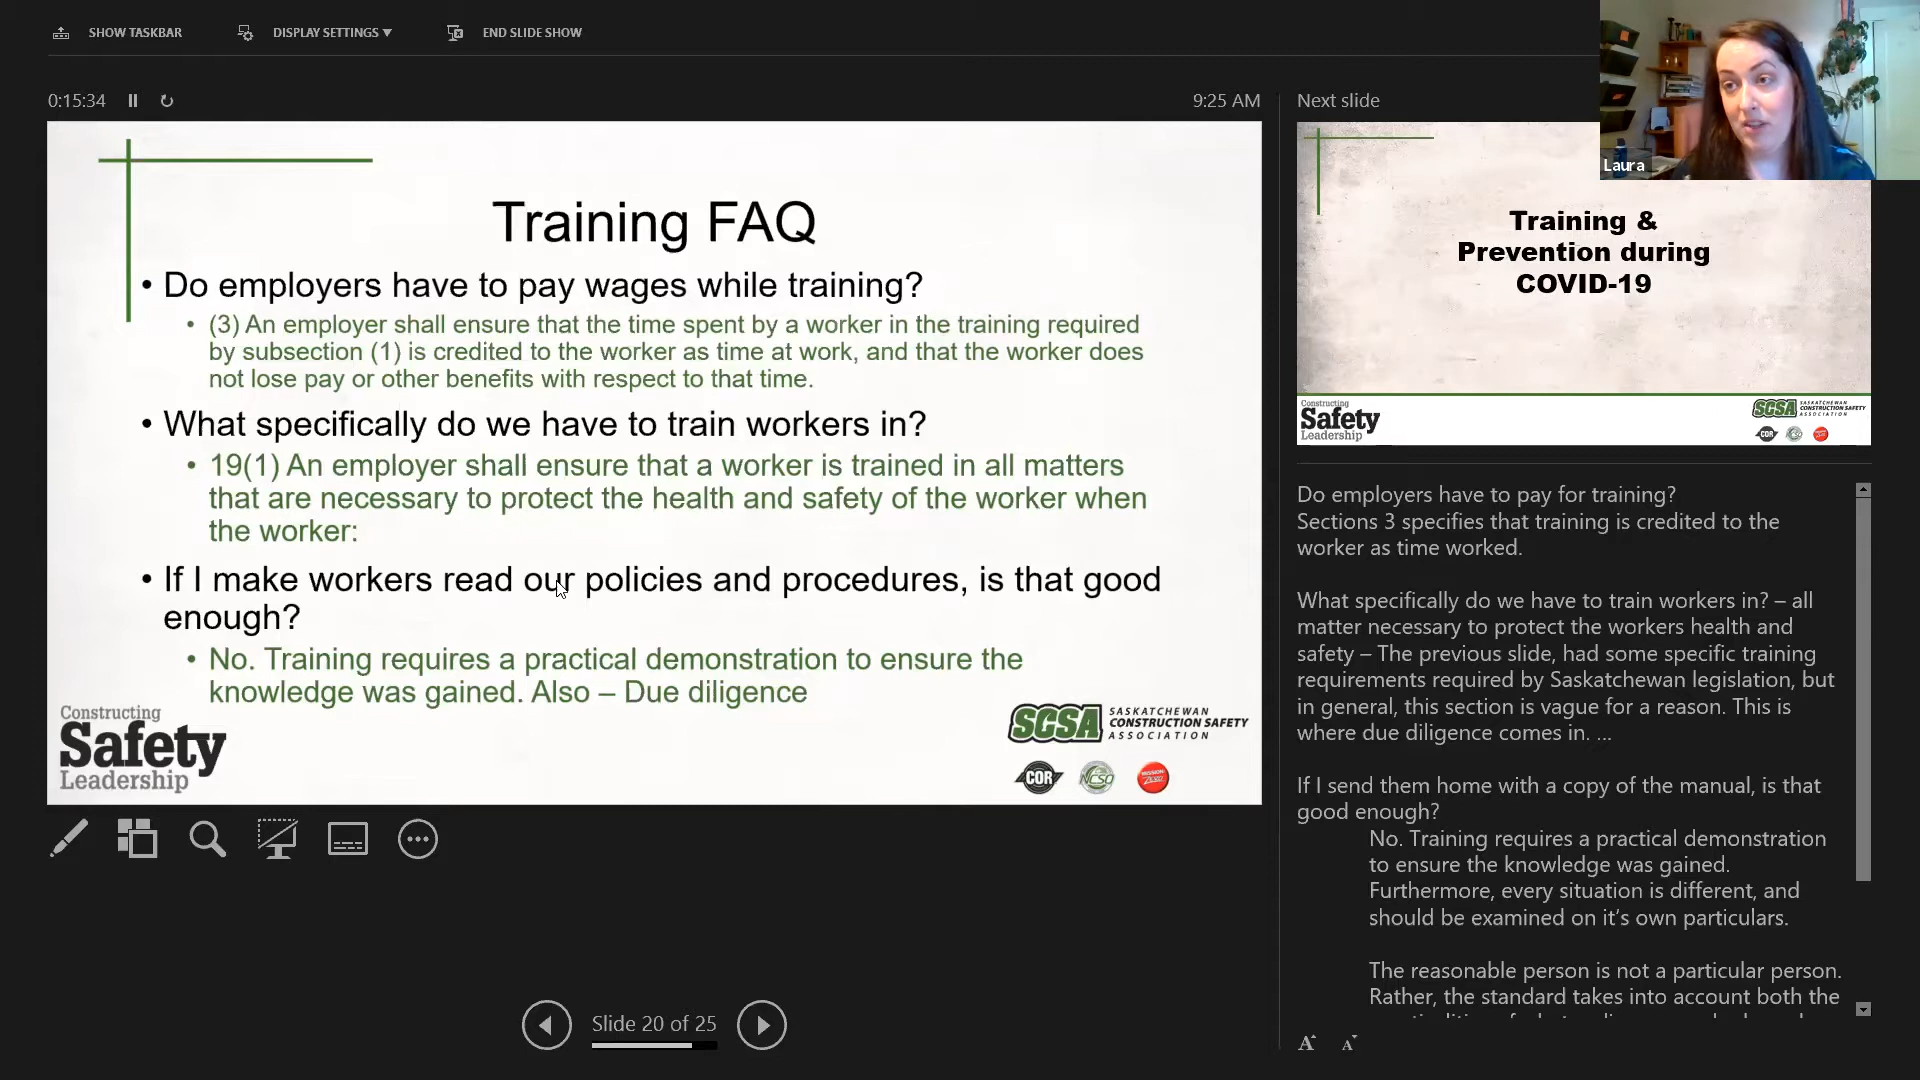 SHOW TASKBAR
DISPLAY SETTINGS ▼
END SLIDE SHOW
0:15:34
9:25 AM
Training FAQ
• Do employers have to pay wages while training?
• (3) An employer shall ensure that the time spent by a worker in the training required
by subsection (1) is credited to the worker as time at work, and that the worker does
not lose pay or other benefits with respect to that time.
• What specifically do we have to train workers in?
• 19(1) An employer shall ensure that a worker is trained in all matters
that are necessary to protect the health and safety of the worker when
the worker:
• If I make workers read our policies and procedures, is that good
enough?
• No. Training requires a practical demonstration to ensure the
knowledge was gained. Also – Due diligence
Constructing
Safety
Leadership
SCSA
SASKATCHEWAN
CONSTRUCTION SAFETY
ASSOCIATION
COR
NCSO
MISSION
ZERO
Slide 20 of 25
Next slide
Laura
Training &
Prevention during
COVID-19
Constructing
Safety
Leadership
SCSA
SASKATCHEWAN
CONSTRUCTION SAFETY
ASSOCIATION
COR
Do employers have to pay for training?
Sections 3 specifies that training is credited to the
worker as time worked.
What specifically do we have to train workers in? – all
matter necessary to protect the workers health and
safety – The previous slide, had some specific training
requirements required by Saskatchewan legislation, but
in general, this section is vague for a reason. This is
where due diligence comes in. ...
If I send them home with a copy of the manual, is that
good enough?
No. Training requires a practical demonstration
to ensure the knowledge was gained.
Furthermore, every situation is different, and
should be examined on it's own particulars.
The reasonable person is not a particular person.
Rather, the standard takes into account both the
A A